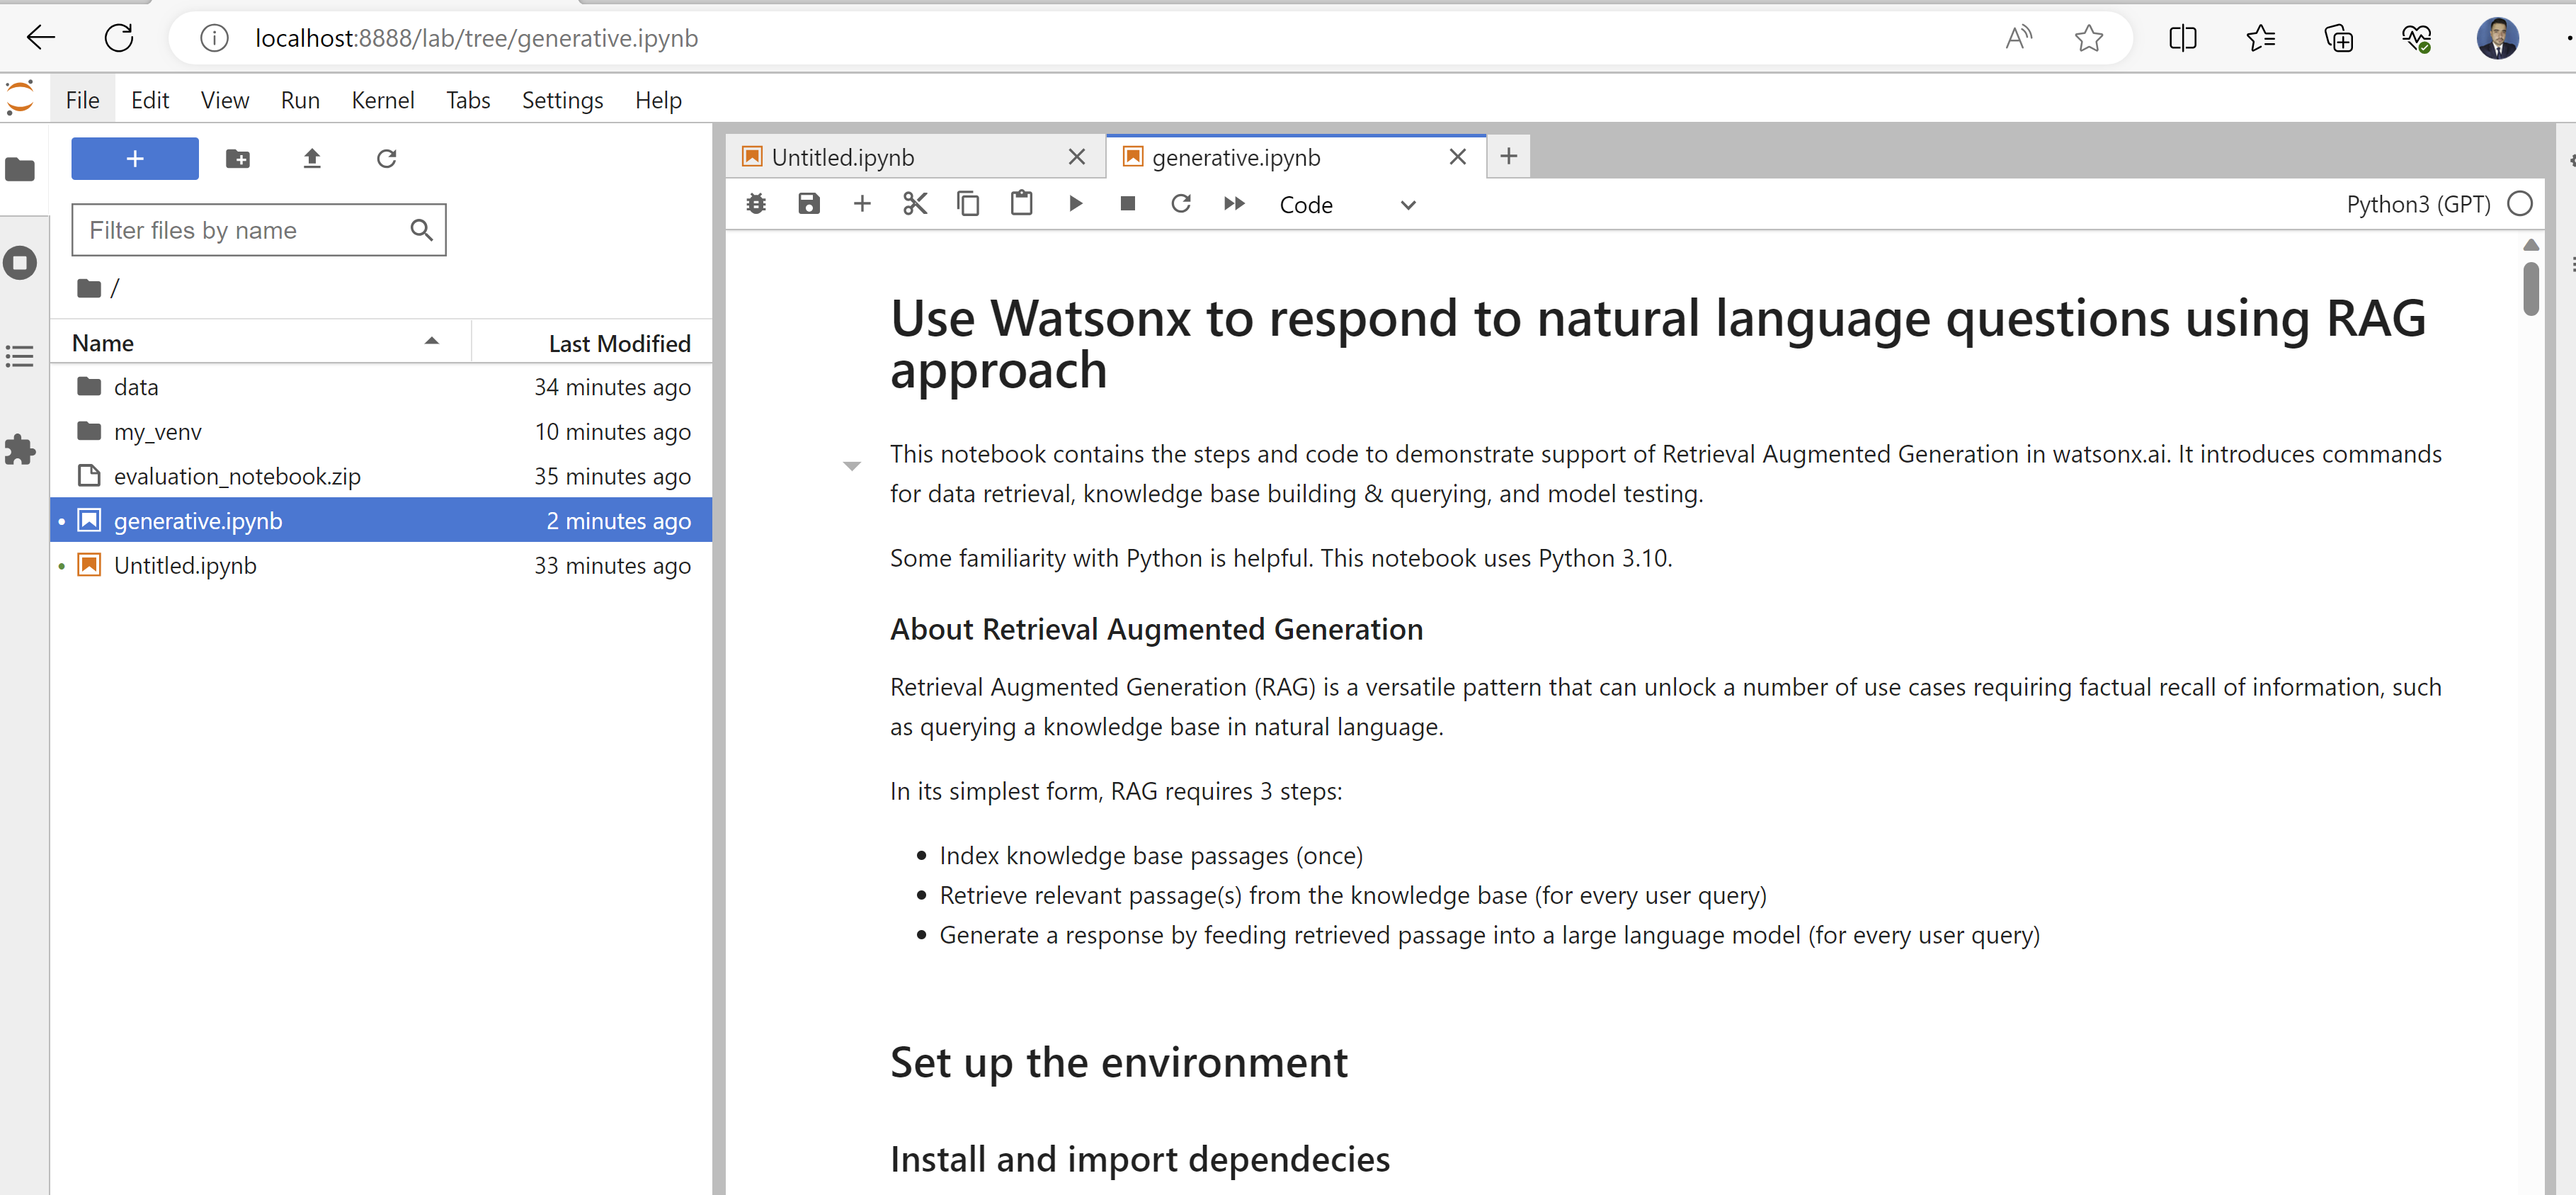 localhost:8888/lab/tree/generative.ipynb
File Edit View Run Kernel Tabs Settings Help
+
Filter files by name
/
Name Last Modified
data 34 minutes ago
my_venv 10 minutes ago
evaluation_notebook.zip 35 minutes ago
generative.ipynb 2 minutes ago
Untitled.ipynb 33 minutes ago
Untitled.ipynb generative.ipynb
Code Python3 (GPT)
Use Watsonx to respond to natural language questions using RAG
approach
This notebook contains the steps and code to demonstrate support of Retrieval Augmented Generation in watsonx.ai. It introduces commands
for data retrieval, knowledge base building & querying, and model testing.
Some familiarity with Python is helpful. This notebook uses Python 3.10.
About Retrieval Augmented Generation
Retrieval Augmented Generation (RAG) is a versatile pattern that can unlock a number of use cases requiring factual recall of information, such
as querying a knowledge base in natural language.
In its simplest form, RAG requires 3 steps:
• Index knowledge base passages (once)
• Retrieve relevant passage(s) from the knowledge base (for every user query)
• Generate a response by feeding retrieved passage into a large language model (for every user query)
Set up the environment
Install and import dependecies